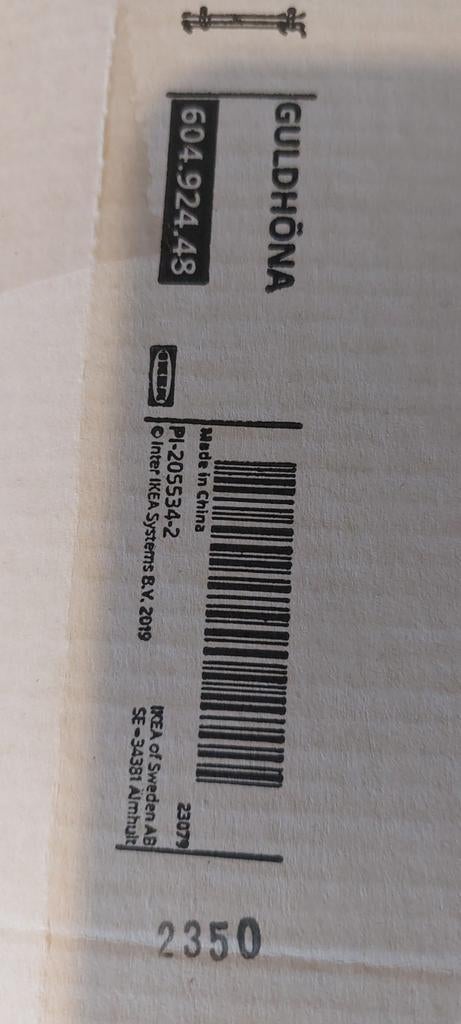 GULDHÖNA
604.924.48
IKEA
Made in China
PI-205534-2
© Inter IKEA Systems B.V. 2019
23079
IKEA of Sweden AB
SE-34381 Älmhult
2350